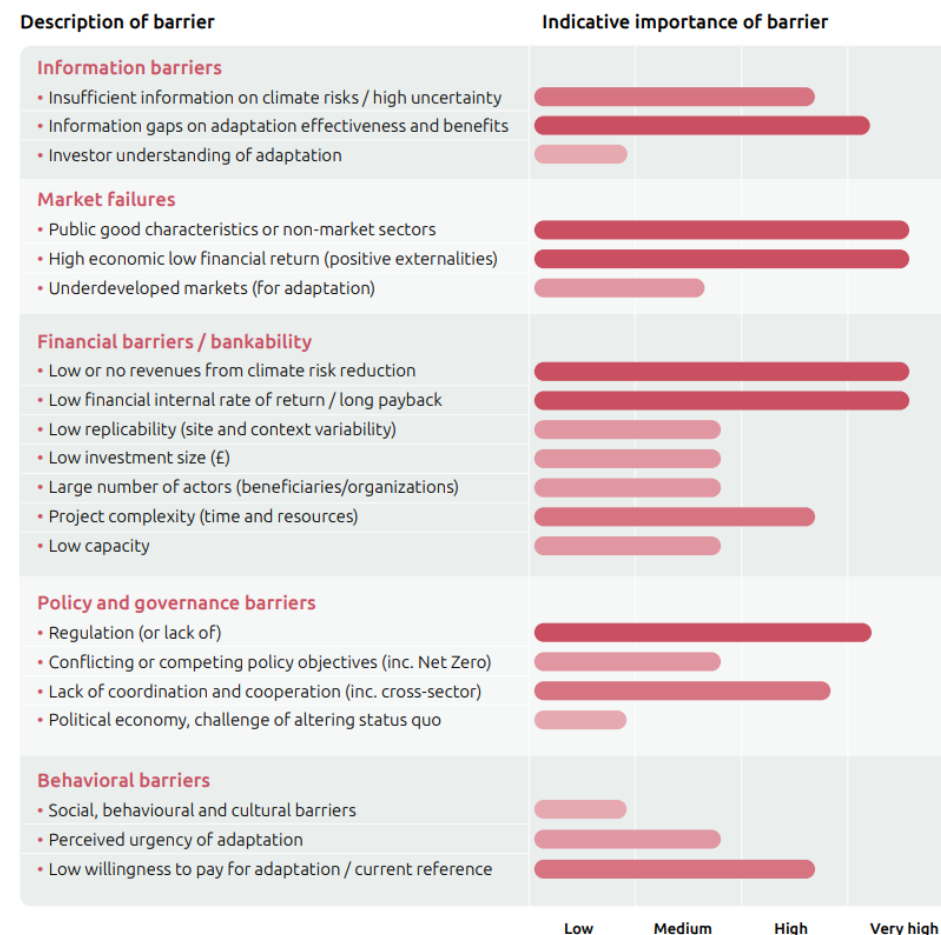 Description of barrier
Indicative importance of barrier
Information barriers
• Insufficient information on climate risks / high uncertainty
• Information gaps on adaptation effectiveness and benefits
• Investor understanding of adaptation
Market failures
• Public good characteristics or non-market sectors
• High economic low financial return (positive externalities)
• Underdeveloped markets (for adaptation)
Financial barriers / bankability
• Low or no revenues from climate risk reduction
• Low financial internal rate of return / long payback
• Low replicability (site and context variability)
• Low investment size (£)
• Large number of actors (beneficiaries/organizations)
• Project complexity (time and resources)
• Low capacity
Policy and governance barriers
• Regulation (or lack of)
• Conflicting or competing policy objectives (inc. Net Zero)
• Lack of coordination and cooperation (inc. cross-sector)
• Political economy, challenge of altering status quo
Behavioral barriers
• Social, behavioural and cultural barriers
• Perceived urgency of adaptation
• Low willingness to pay for adaptation / current reference
Low
Medium
High
Very high